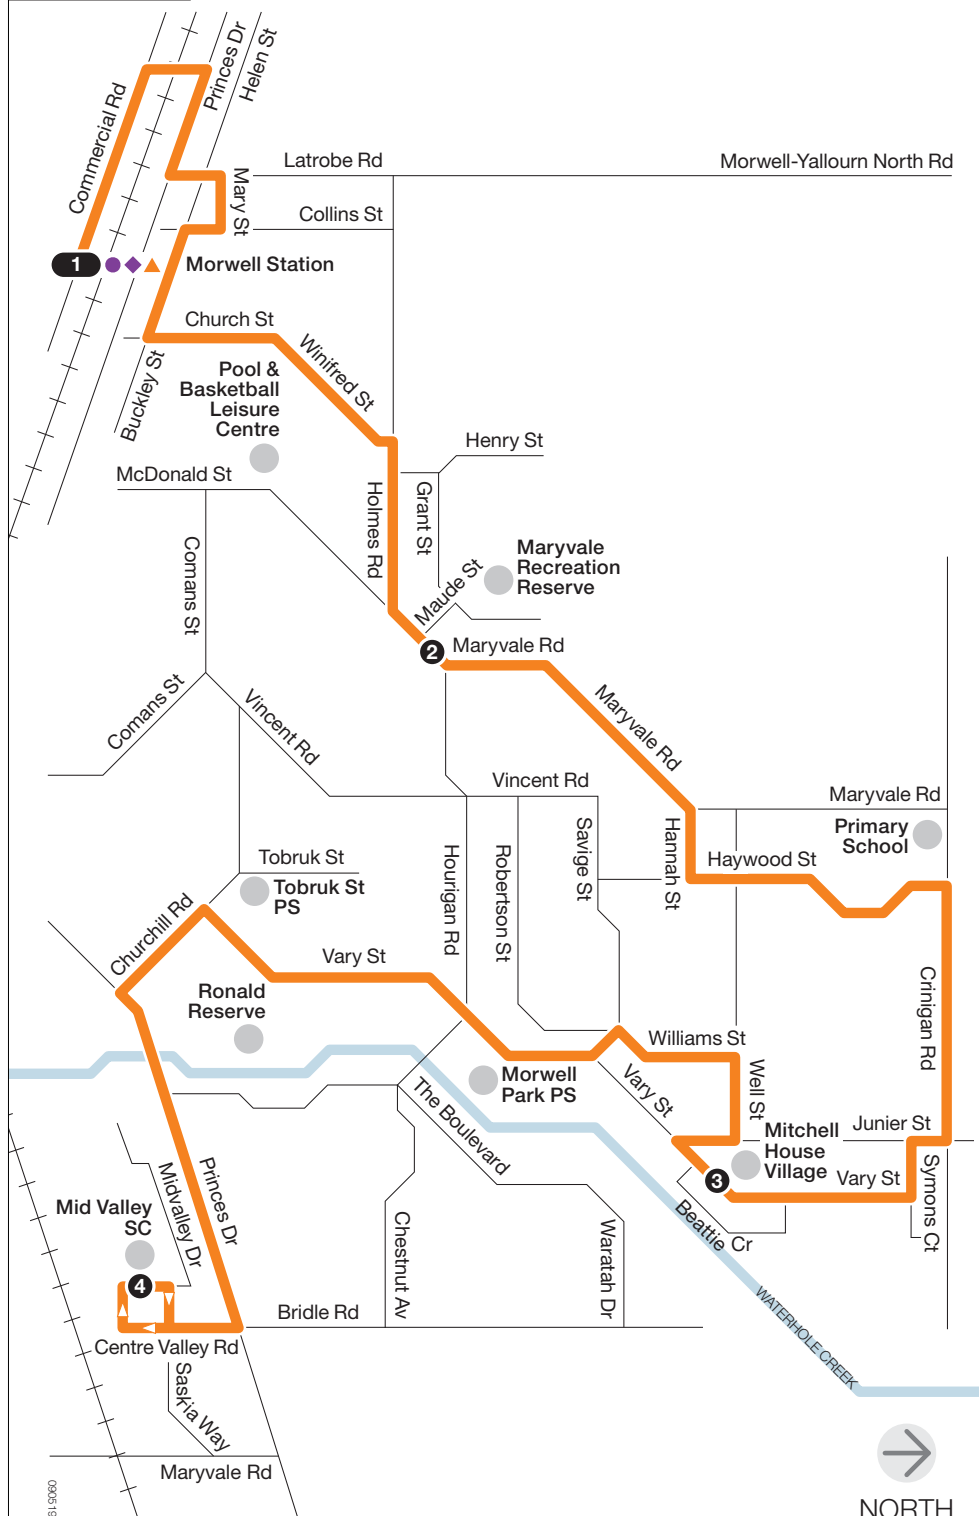 Princes Dr
Helen St
Commercial Rd
Latrobe Rd
Morwell-Yallourn North Rd
Mary St
Collins St
1
Morwell Station
Church St
Winifred St
Buckley St
Pool &
Basketball
Leisure
Centre
Henry St
McDonald St
Holmes Rd
Grant St
Comans St
Maude St
Maryvale
Recreation
Reserve
2
Maryvale Rd
Comans St
Vincent Rd
Maryvale Rd
Vincent Rd
Maryvale Rd
Primary
School
Savige St
Hannah St
Haywood St
Tobruk St
Tobruk St
PS
Hourigan Rd
Robertson St
Churchill Rd
Vary St
Ronald
Reserve
Crinigan Rd
Williams St
Morwell
Park PS
Vary St
Well St
Junier St
The Boulevard
Mitchell
House
Village
3
Vary St
Symons Ct
Princes Dr
Midvalley Dr
Mid Valley
SC
4
Beattie Cr
Chestnut Av
Waratah Dr
Bridle Rd
Centre Valley Rd
WATERHOLE CREEK
Saskia Way
Maryvale Rd
090519
NORTH